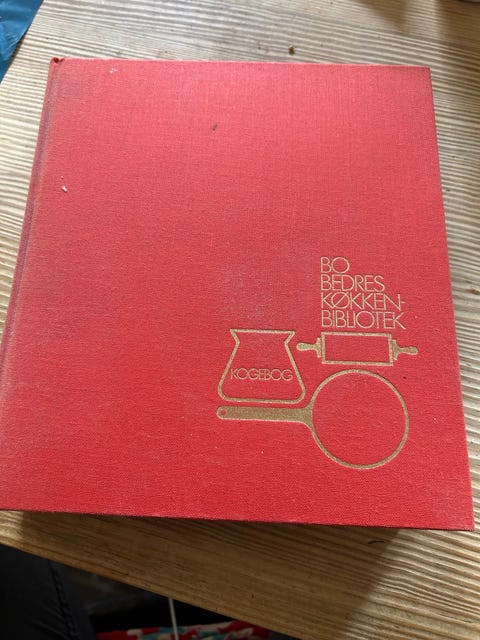 BO
BEDRES
KØKKEN-
BIBLIOTEK
KOGEBOG